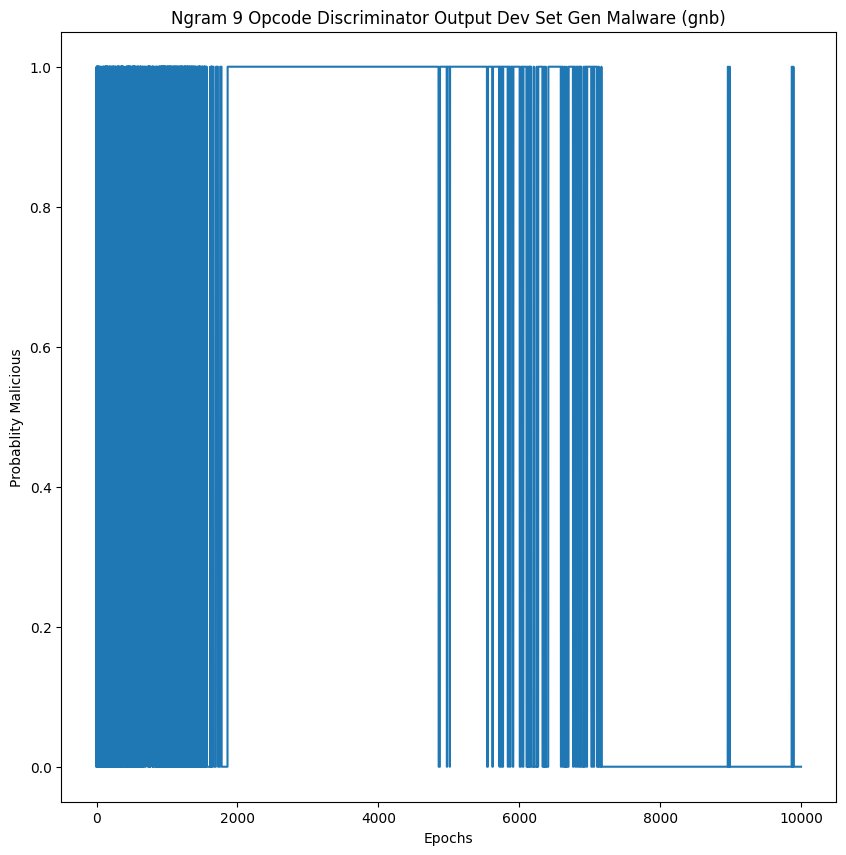 Ngram 9 Opcode Discriminator Output Dev Set Gen Malware (gnb)
1.0
0.8
0.6
0.4
0.2
0.0
Probablity Malicious
0 2000 4000 6000 8000 10000
Epochs